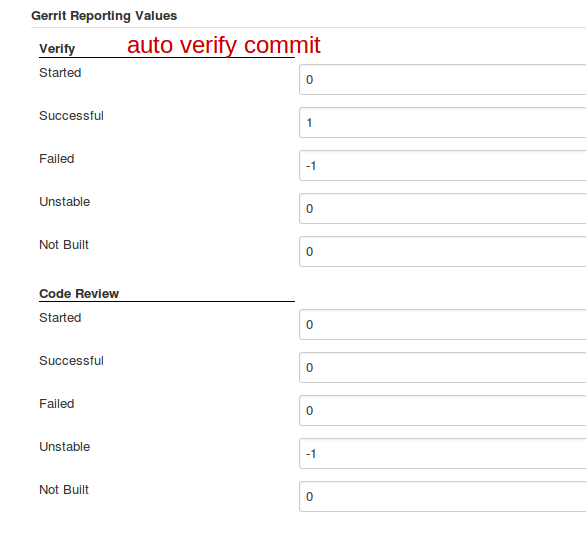 Gerrit Reporting Values
Verify auto verify commit
Started 0
Successful 1
Failed -1
Unstable 0
Not Built 0
Code Review
Started 0
Successful 0
Failed 0
Unstable -1
Not Built 0